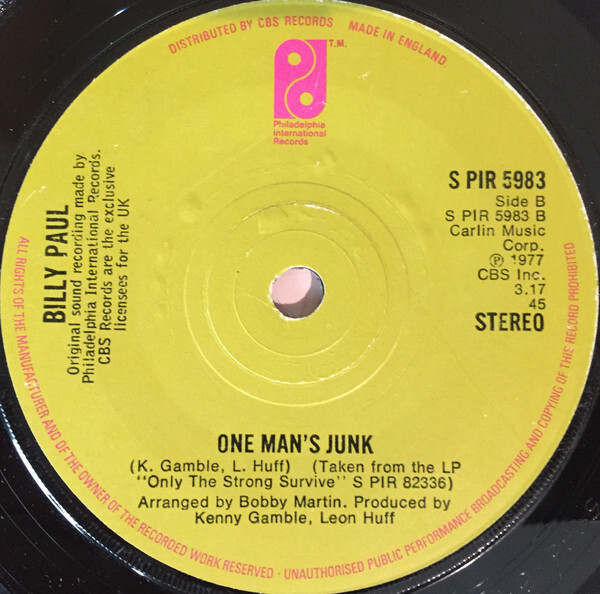 DISTRIBUTED BY CBS RECORDS MADE IN ENGLAND.
T.M.
Philadelphia
International
Records
BILLY PAUL
Original sound recording made by
Philadelphia International Records.
CBS Records are the exclusive
licensees for the UK
S PIR 5983
Side B
S PIR 5983 B
Carlin Music
Corp.
℗ 1977
CBS Inc.
3.17
45
STEREO
ONE MAN'S JUNK
(K. Gamble, L. Huff) (Taken from the LP
"Only The Strong Survive" S PIR 82336)
Arranged by Bobby Martin. Produced by
Kenny Gamble, Leon Huff
ALL RIGHTS OF THE MANUFACTURER AND OF THE OWNER OF THE RECORDED WORK RESERVED - UNAUTHORISED PUBLIC PERFORMANCE BROADCASTING AND COPYING OF THIS RECORD PROHIBITED